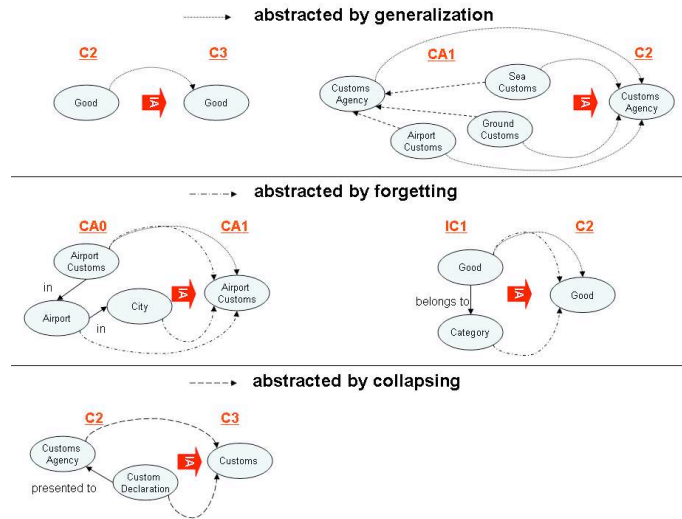 abstracted by generalization
C2
C3
Good
IA
Good
CA1
C2
Customs
Agency
Sea
Customs
Ground
Customs
Airport
Customs
IA
Customs
Agency
abstracted by forgetting
CA0
CA1
Airport
Customs
in
Airport
in
City
IA
Airport
Customs
IC1
C2
Good
belongs to
Category
IA
Good
abstracted by collapsing
C2
C3
Customs
Agency
presented to
Custom
Declaration
IA
Customs